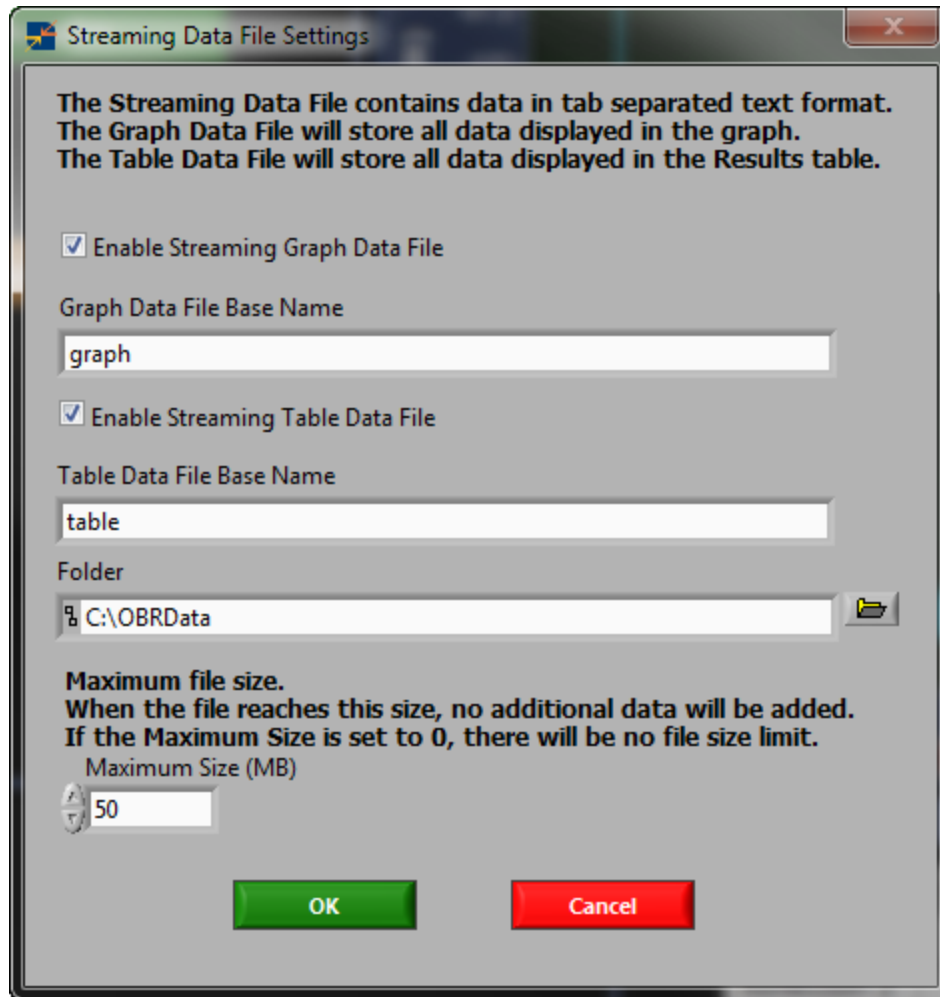 Streaming Data File Settings
The Streaming Data File contains data in tab separated text format.
The Graph Data File will store all data displayed in the graph.
The Table Data File will store all data displayed in the Results table.
Enable Streaming Graph Data File
Graph Data File Base Name
graph
Enable Streaming Table Data File
Table Data File Base Name
table
Folder
C:\OBRData
Maximum file size.
When the file reaches this size, no additional data will be added.
If the Maximum Size is set to 0, there will be no file size limit.
Maximum Size (MB)
50
OK
Cancel